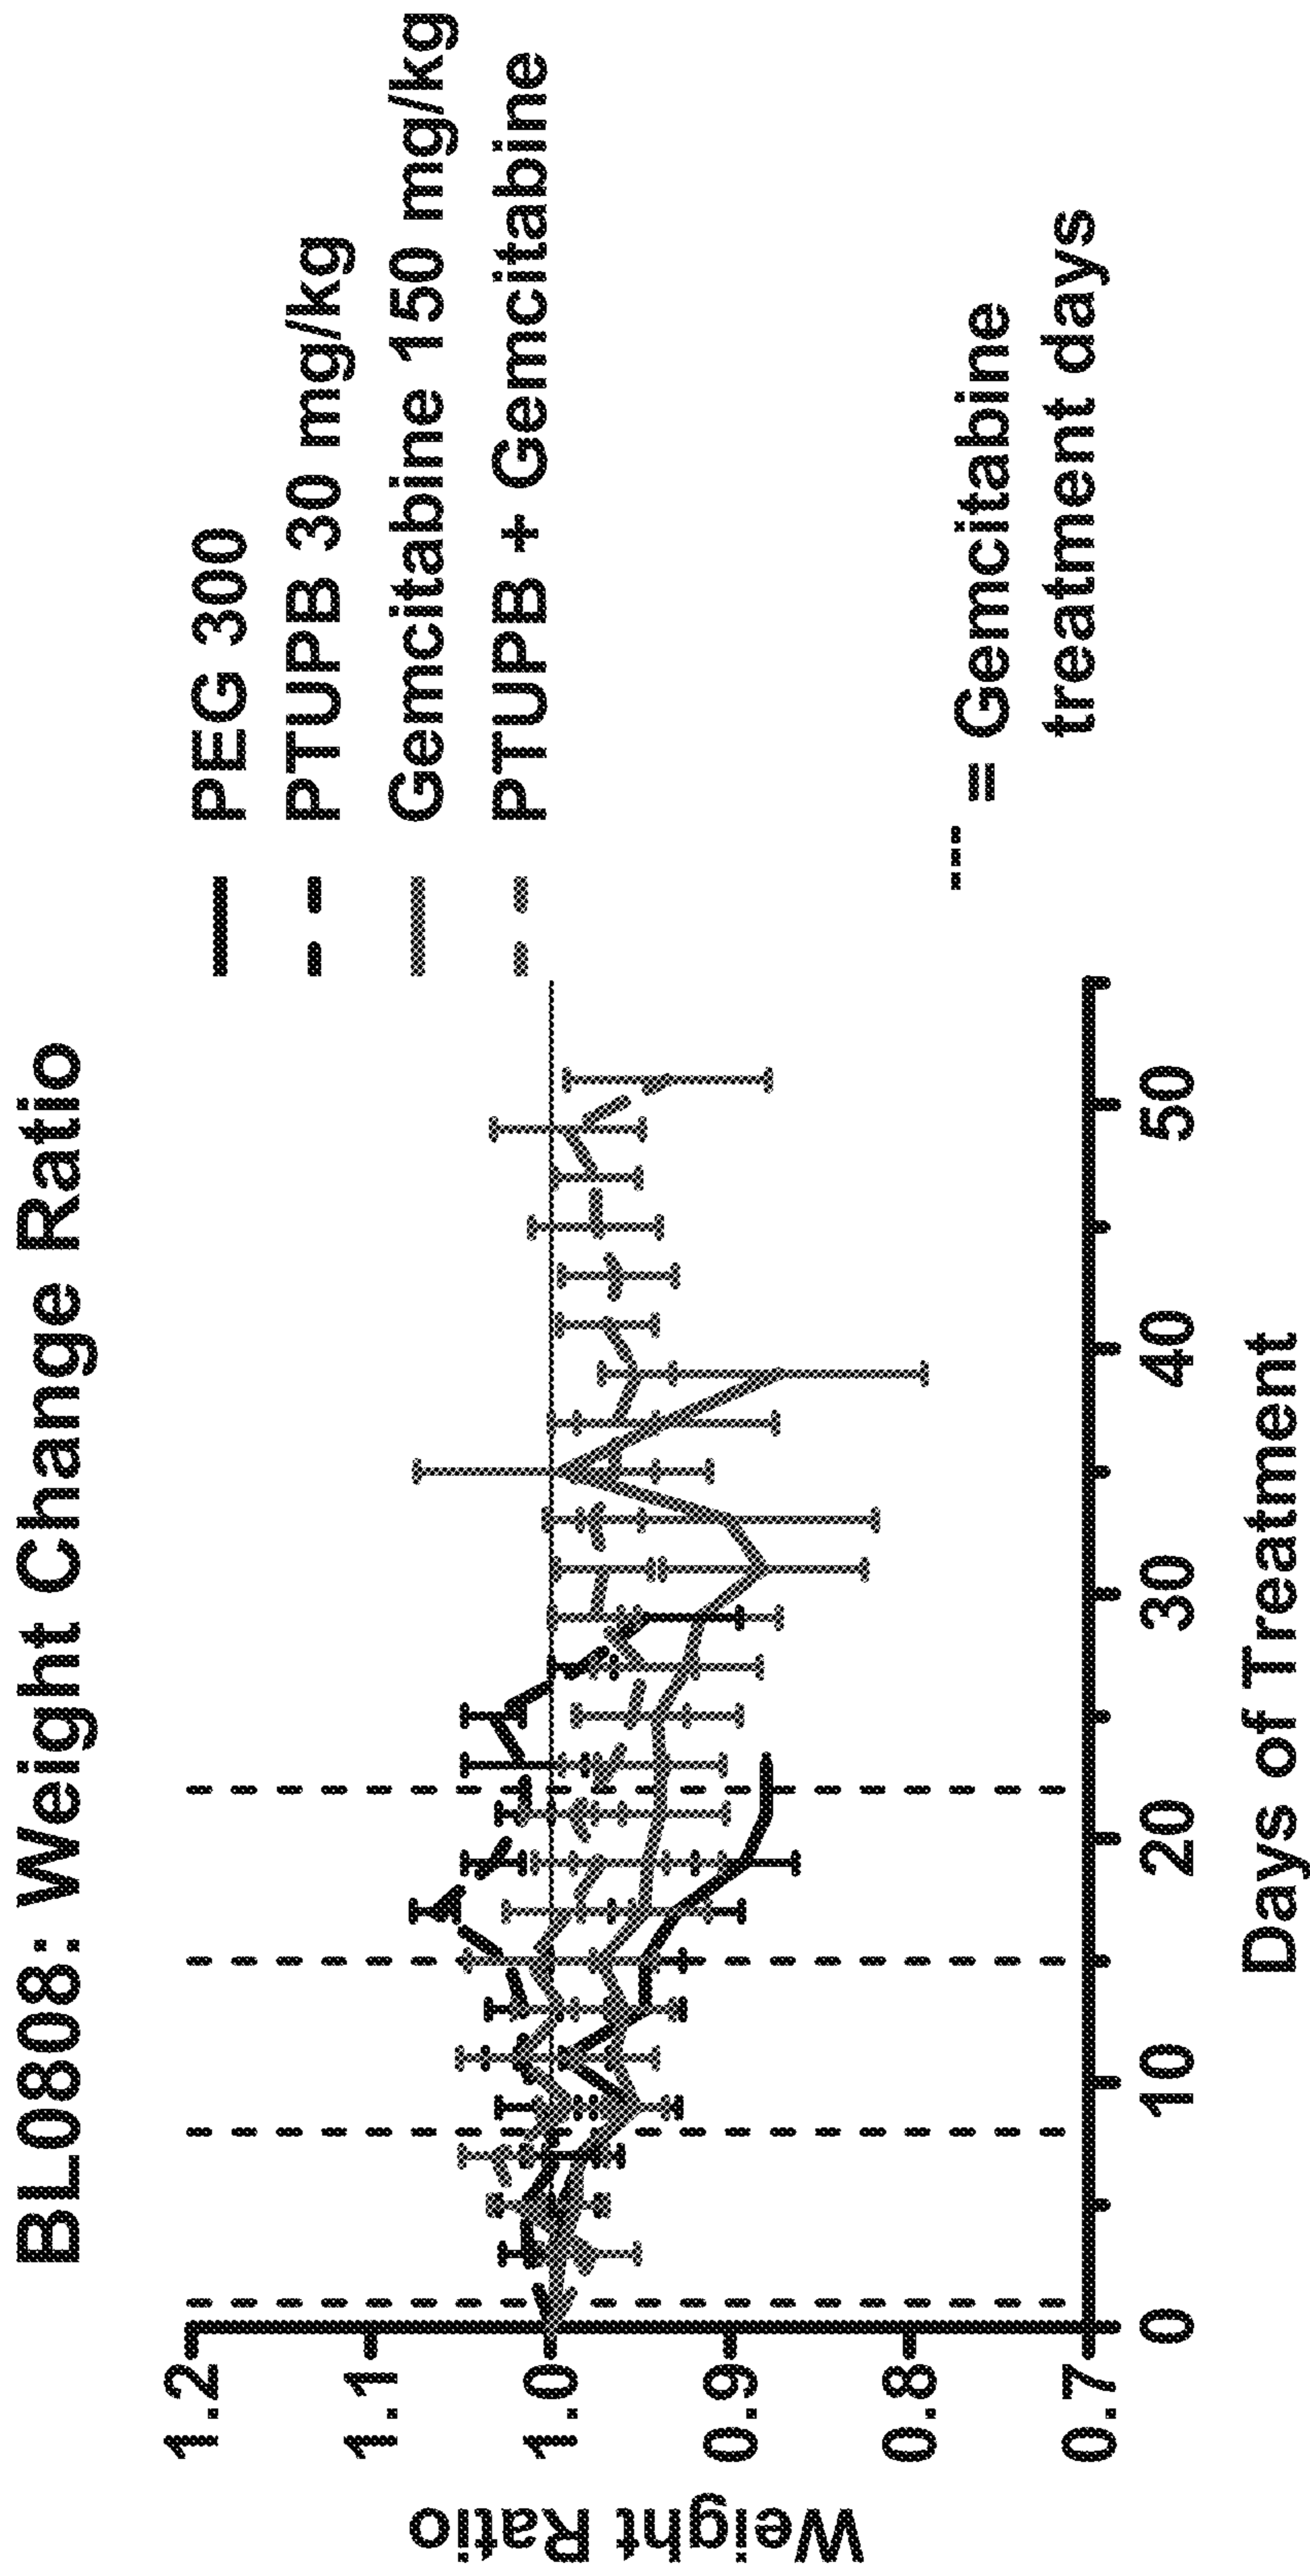 BL0808: Weight Change Ratio
Weight Ratio
1.2
1.1
1.0
0.9
0.8
0.7
0
10
20
30
40
50
Days of Treatment
PEG 300
PTUPB 30 mg/kg
Gemcitabine 150 mg/kg
PTUPB + Gemcitabine
= Gemcitabine
treatment days